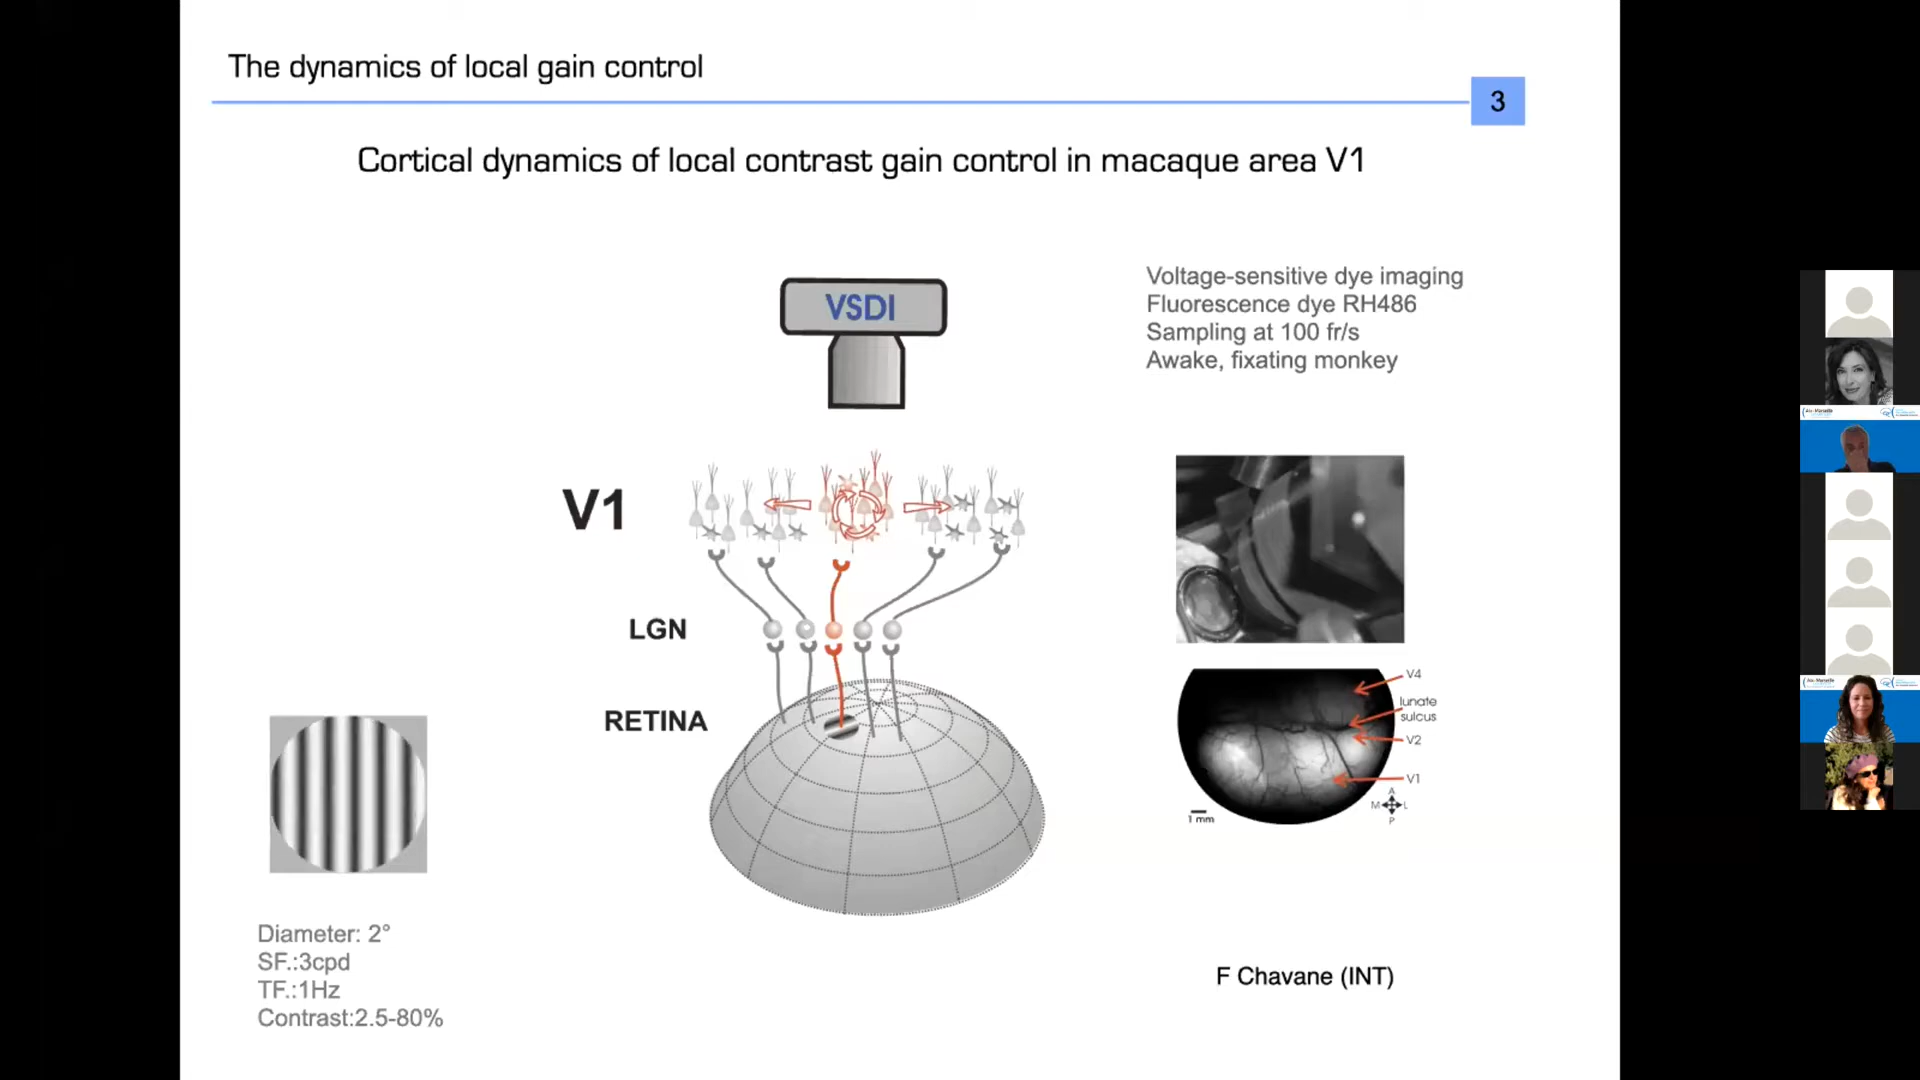 The dynamics of local gain control
3
Cortical dynamics of local contrast gain control in macaque area V1
VSDI
Voltage-sensitive dye imaging
Fluorescence dye RH486
Sampling at 100 fr/s
Awake, fixating monkey
V1
LGN
RETINA
V4
lunate
sulcus
V2
V1
A
M
L
P
1 mm
Diameter: 2°
SF.:3cpd
TF.:1Hz
Contrast:2.5-80%
F Chavane (INT)